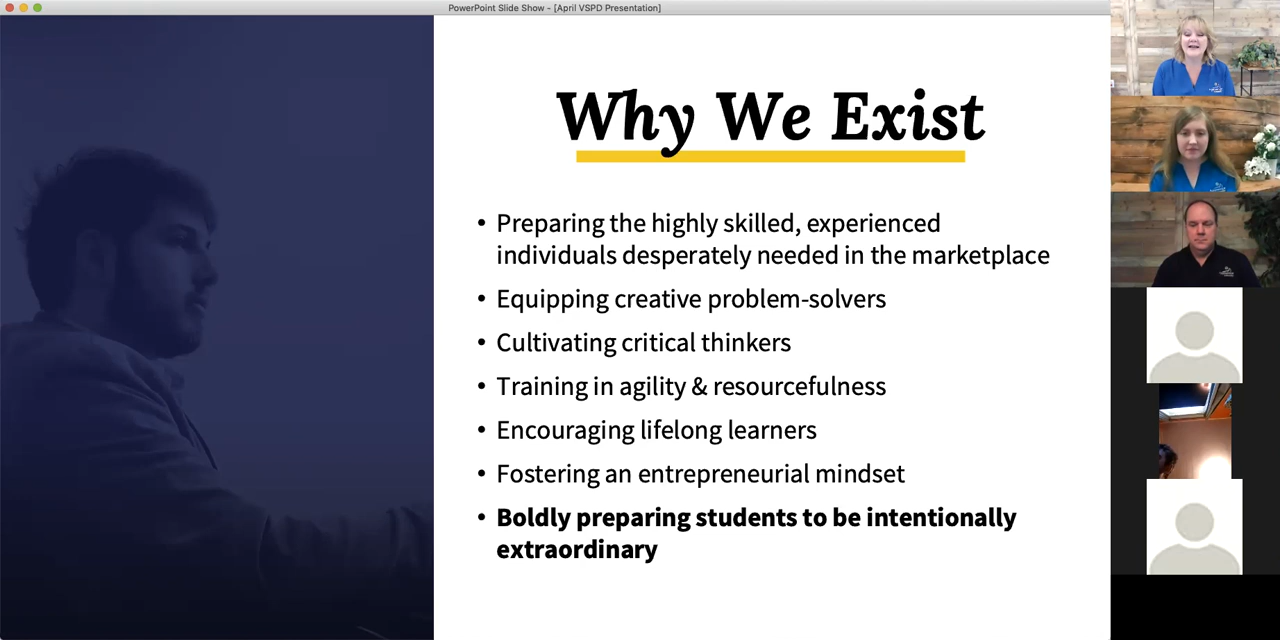 PowerPoint Slide Show - [April VSPD Presentation]
Why We Exist
• Preparing the highly skilled, experienced
individuals desperately needed in the marketplace
• Equipping creative problem-solvers
• Cultivating critical thinkers
• Training in agility & resourcefulness
• Encouraging lifelong learners
• Fostering an entrepreneurial mindset
• Boldly preparing students to be intentionally
extraordinary